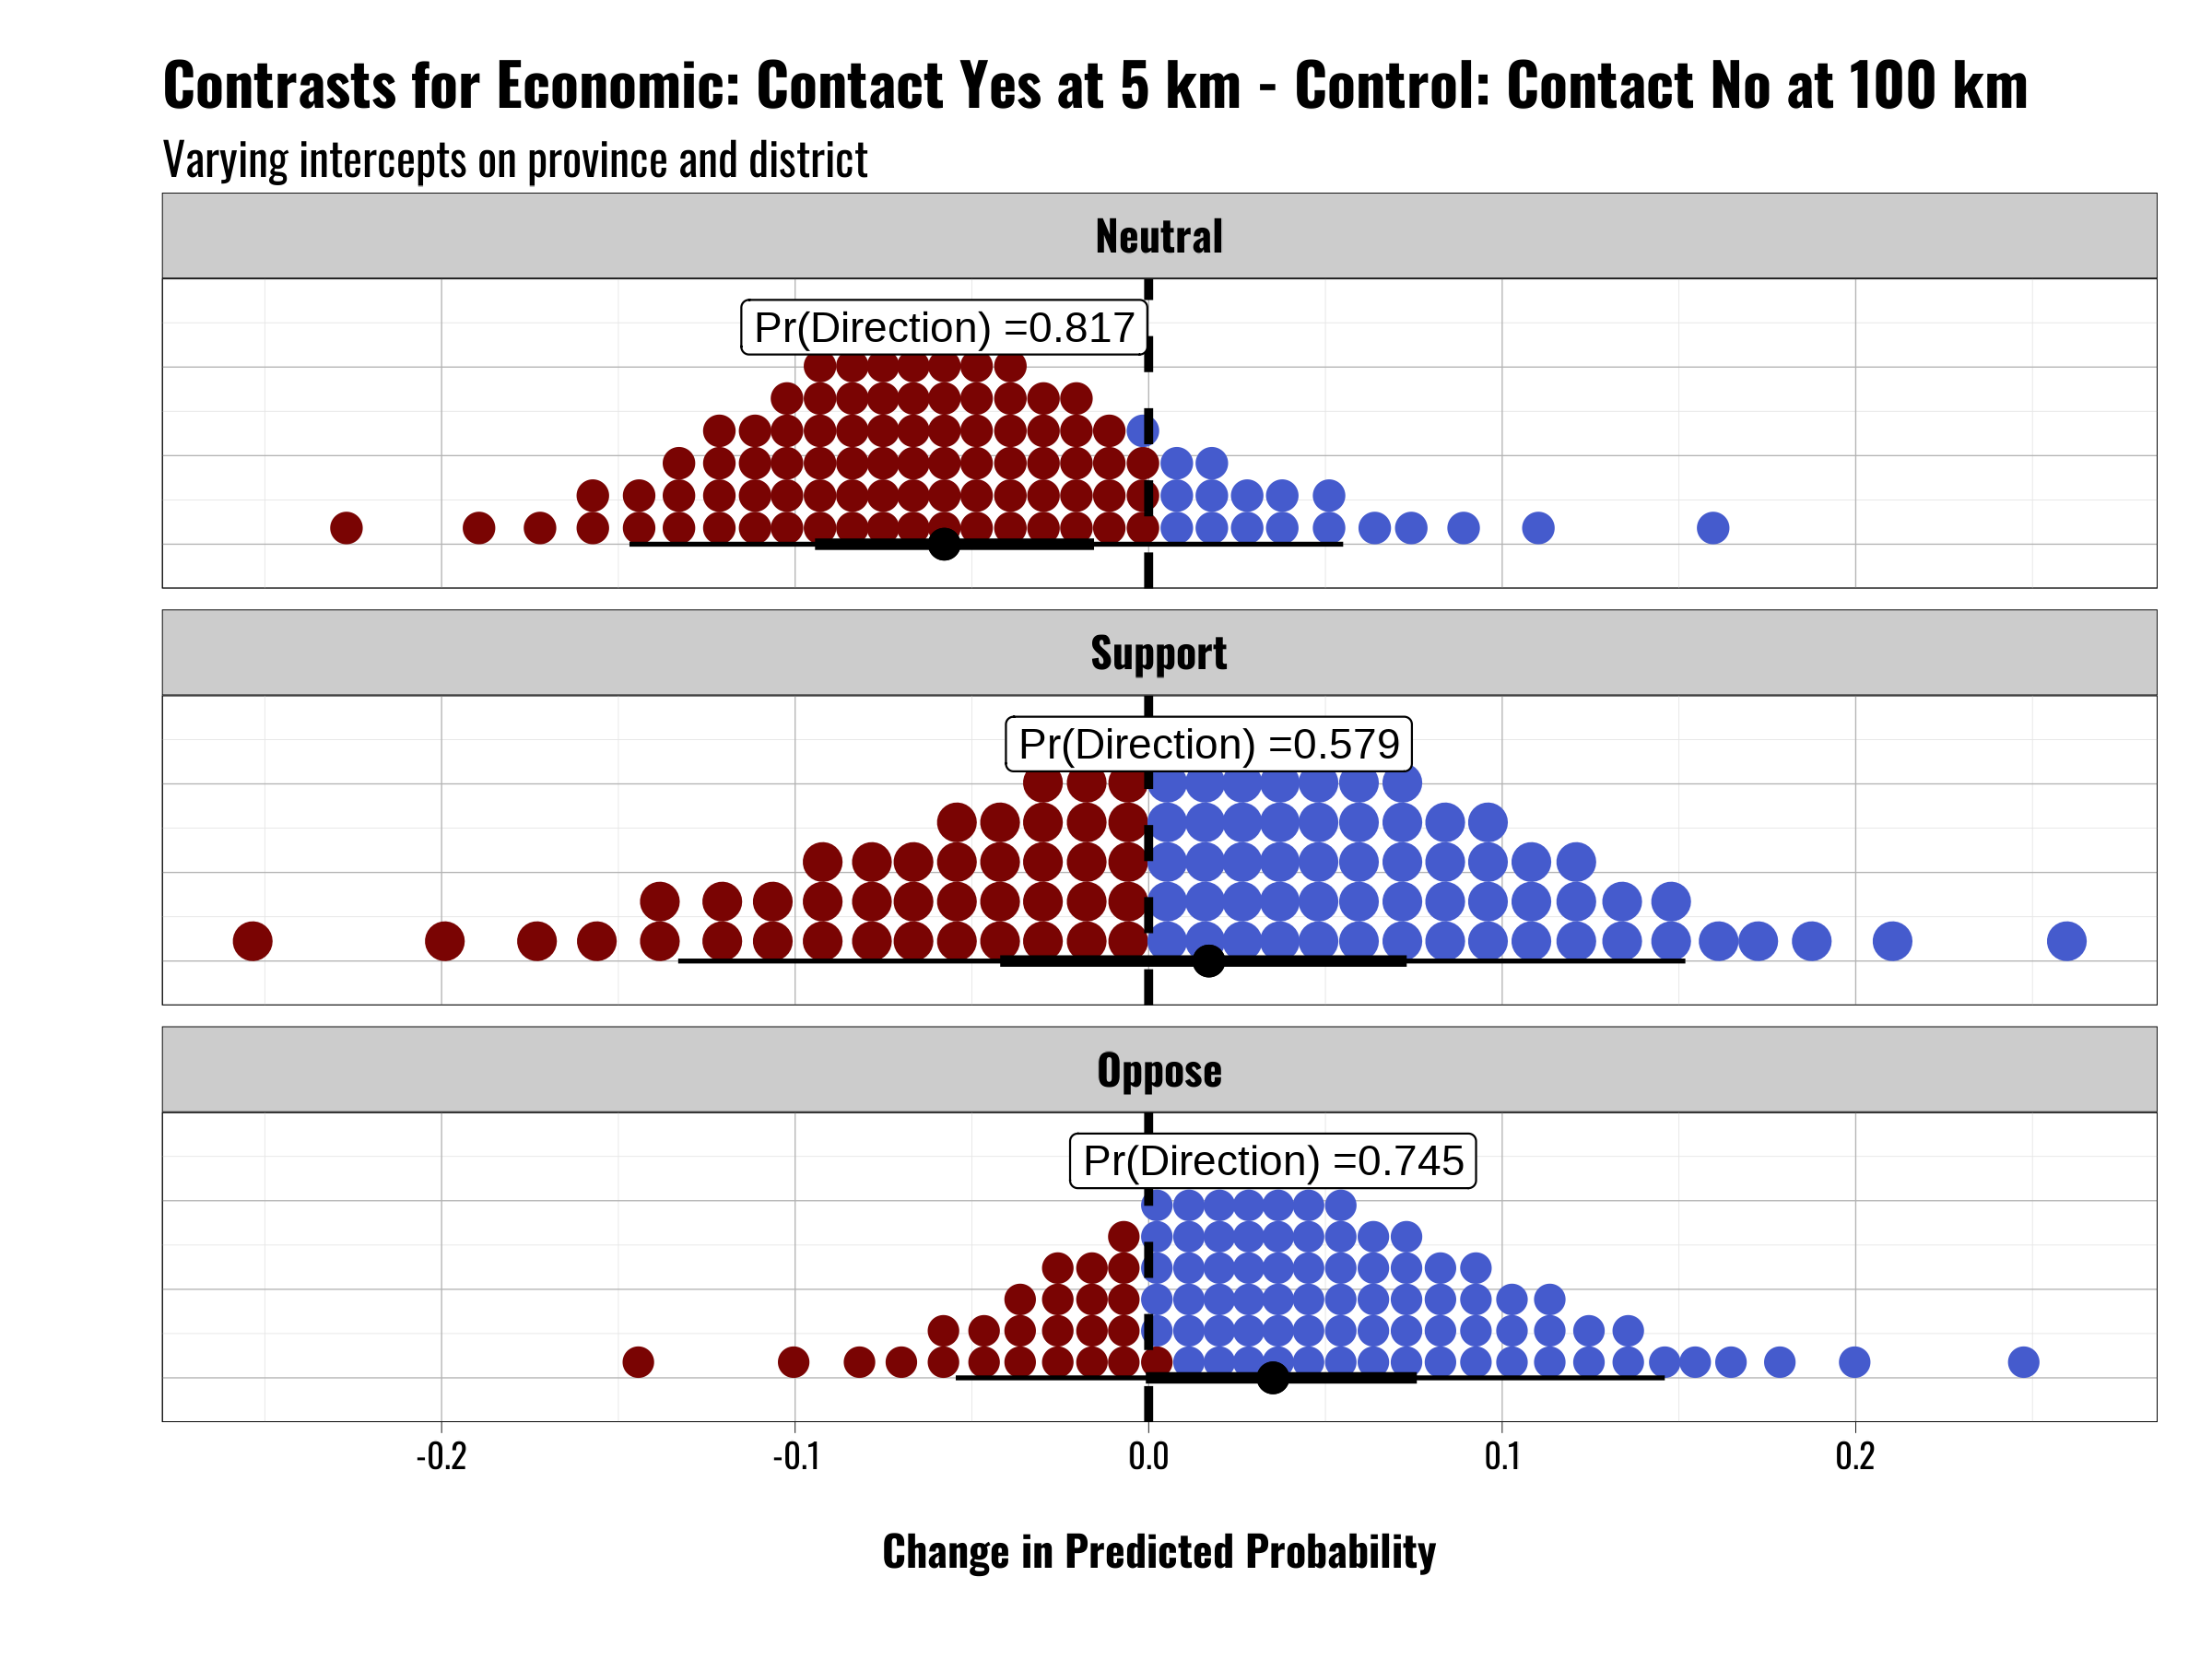 Contrasts for Economic: Contact Yes at 5 km - Control: Contact No at 100 km
Varying intercepts on province and district
Neutral
Pr(Direction) =0.817
Support
Pr(Direction) =0.579
Oppose
Pr(Direction) =0.745
-0.2 -0.1 0.0 0.1 0.2
Change in Predicted Probability